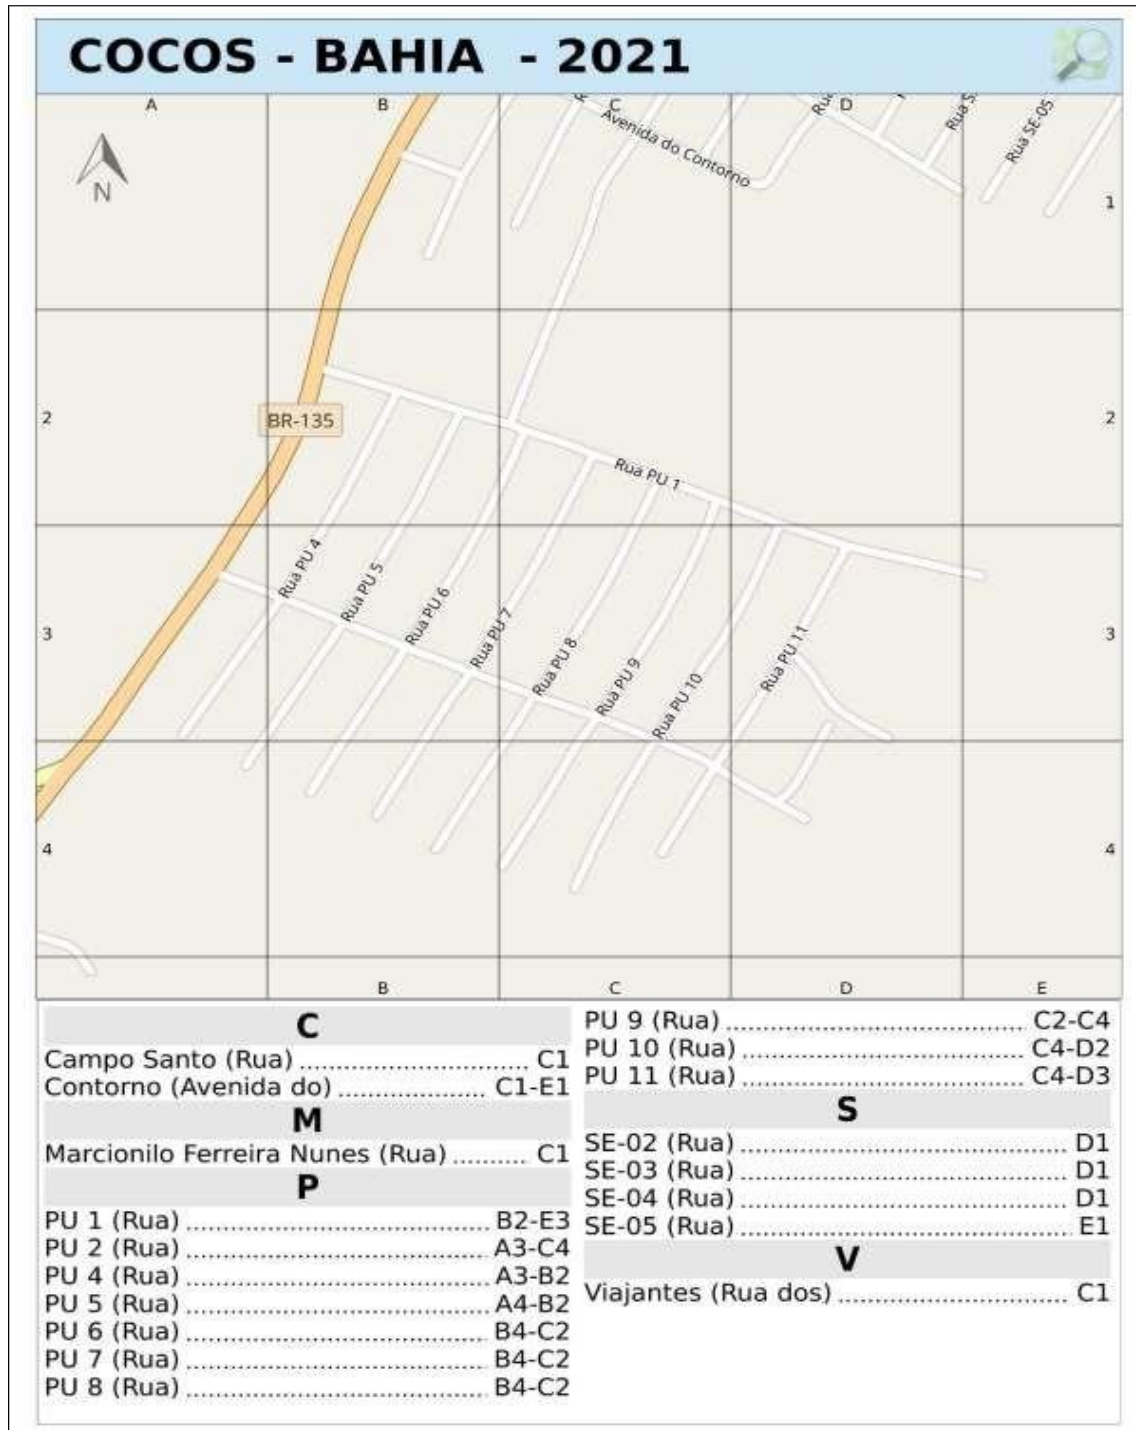 COCOS - BAHIA - 2021
A B C D
N
Avenida do Contorno
Rua
Rua S
Rua SE-05
1
2
BR-135
2
Rua PU 1
Rua PU 4
Rua PU 5
Rua PU 6
Rua PU 7
Rua PU 8
Rua PU 9
Rua PU 10
Rua PU 11
3
3
4
4
B C D E
C
Campo Santo (Rua) C1
Contorno (Avenida do) C1-E1
M
Marcionilo Ferreira Nunes (Rua) C1
P
PU 1 (Rua) B2-E3
PU 2 (Rua) A3-C4
PU 4 (Rua) A3-B2
PU 5 (Rua) A4-B2
PU 6 (Rua) B4-C2
PU 7 (Rua) B4-C2
PU 8 (Rua) B4-C2
PU 9 (Rua) C2-C4
PU 10 (Rua) C4-D2
PU 11 (Rua) C4-D3
S
SE-02 (Rua) D1
SE-03 (Rua) D1
SE-04 (Rua) D1
SE-05 (Rua) E1
V
Viajantes (Rua dos) C1